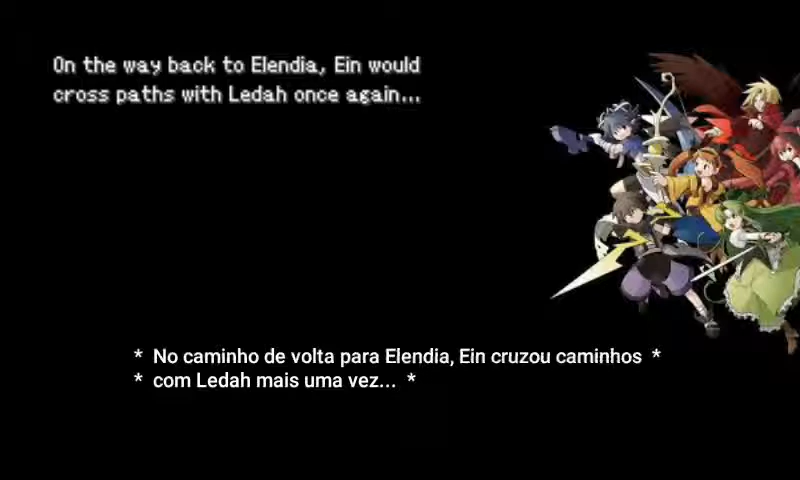 On the way back to Elendia, Ein would
cross paths with Ledah once again...
* No caminho de volta para Elendia, Ein cruzou caminhos *
* com Ledah mais uma vez... *